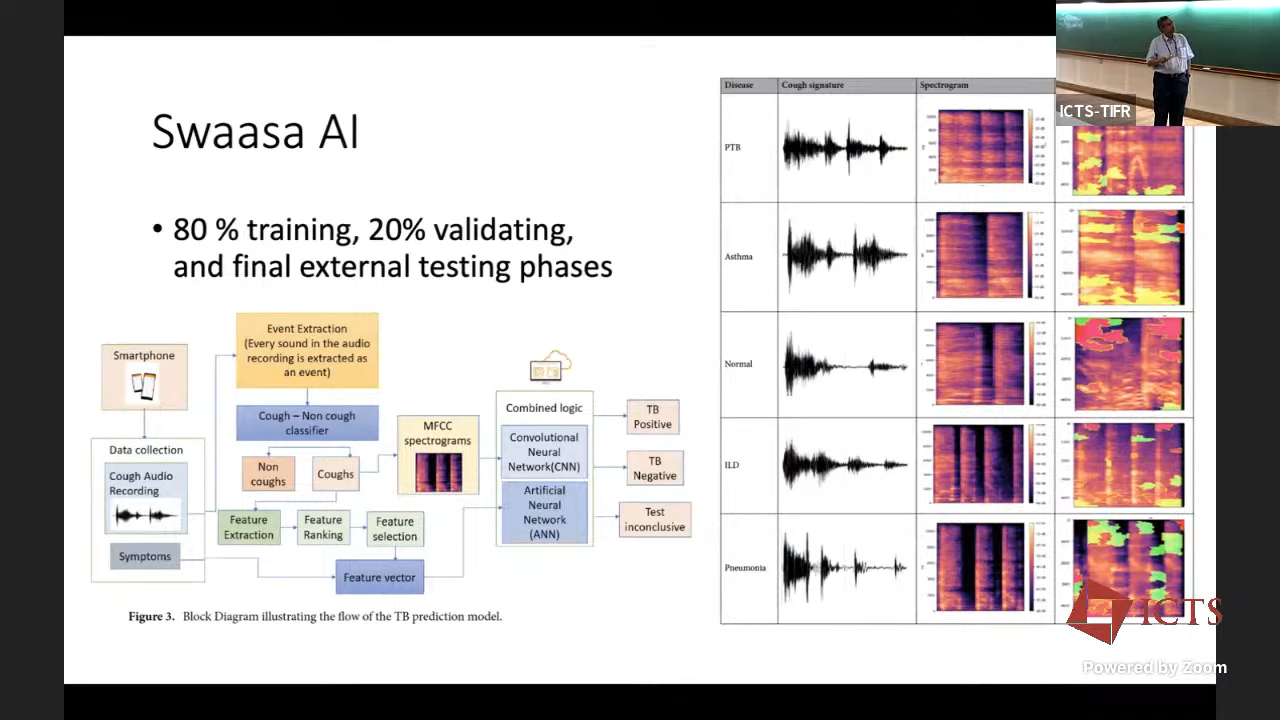 Swaasa AI
• 80 % training, 20% validating,
and final external testing phases
Smartphone
Data collection
Cough Audio
Recording
Symptoms
Event Extraction
(Every sound in the audio
recording is extracted as
an event)
Cough – Non cough
classifier
Non
coughs
Coughs
Feature
Extraction
Feature
Ranking
Feature
selection
Feature vector
MFCC
spectrograms
Combined logic
Convolutional
Neural
Network(CNN)
Artificial
Neural
Network
(ANN)
TB
Positive
TB
Negative
Test
inconclusive
Figure 3. Block Diagram illustrating the flow of the TB prediction model.
Disease Cough signature Spectrogram
PTB
Asthma
Normal
ILD
Pneumonia
ICTS-TIFR
ICTS
Powered by Zoom